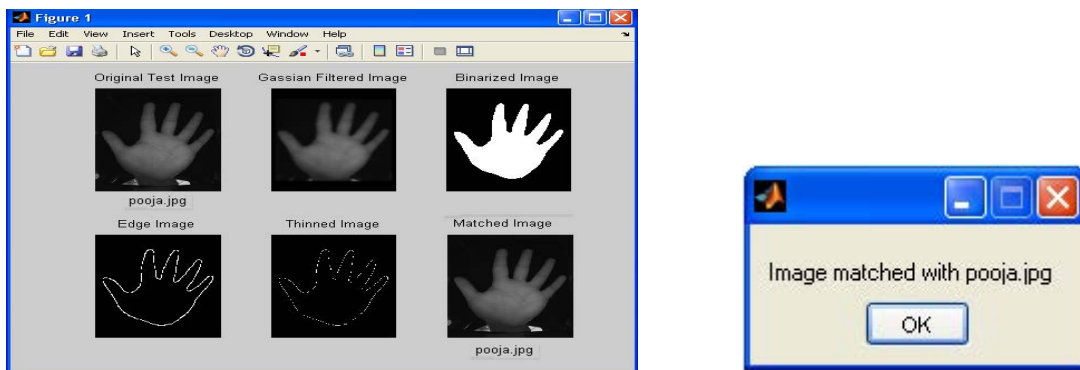 Figure 1
File Edit View Insert Tools Desktop Window Help
Original Test Image Gassian Filtered Image Binarized Image
pooja.jpg
Edge Image Thinned Image Matched Image
pooja.jpg
Image matched with pooja.jpg
OK